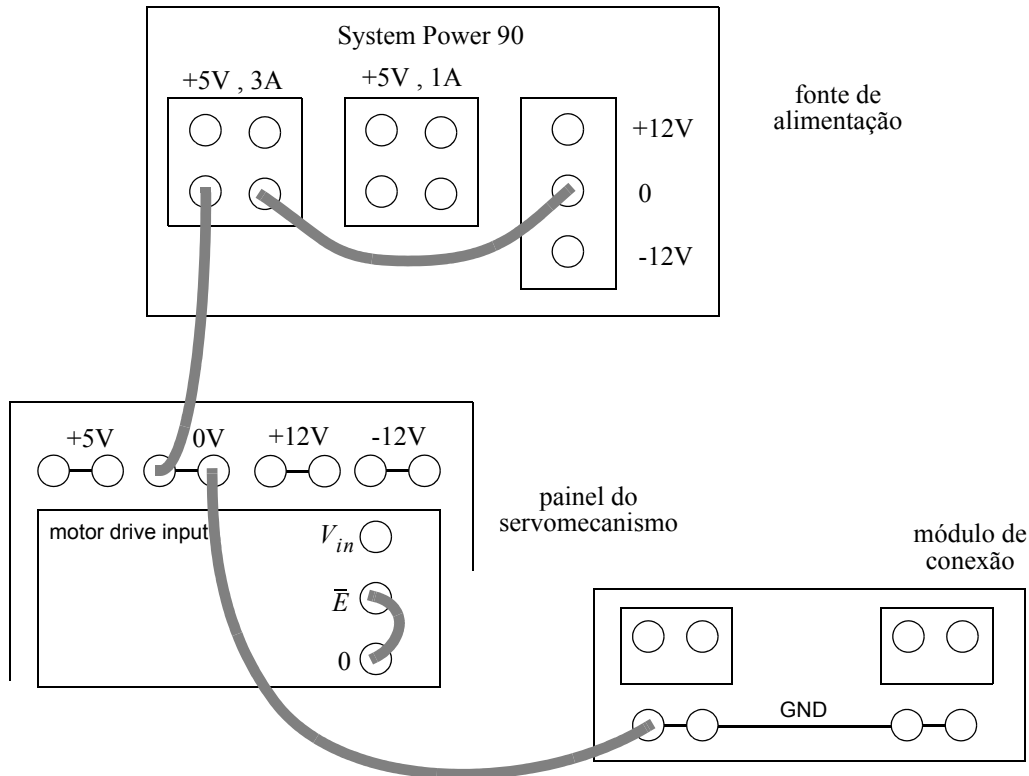 System Power 90
+5V , 3A
+5V , 1A
+12V
0
-12V
fonte de
alimentação
+5V
0V
+12V
-12V
motor drive input
V_in
E̅
0
painel do
servomecanismo
módulo de
conexão
GND